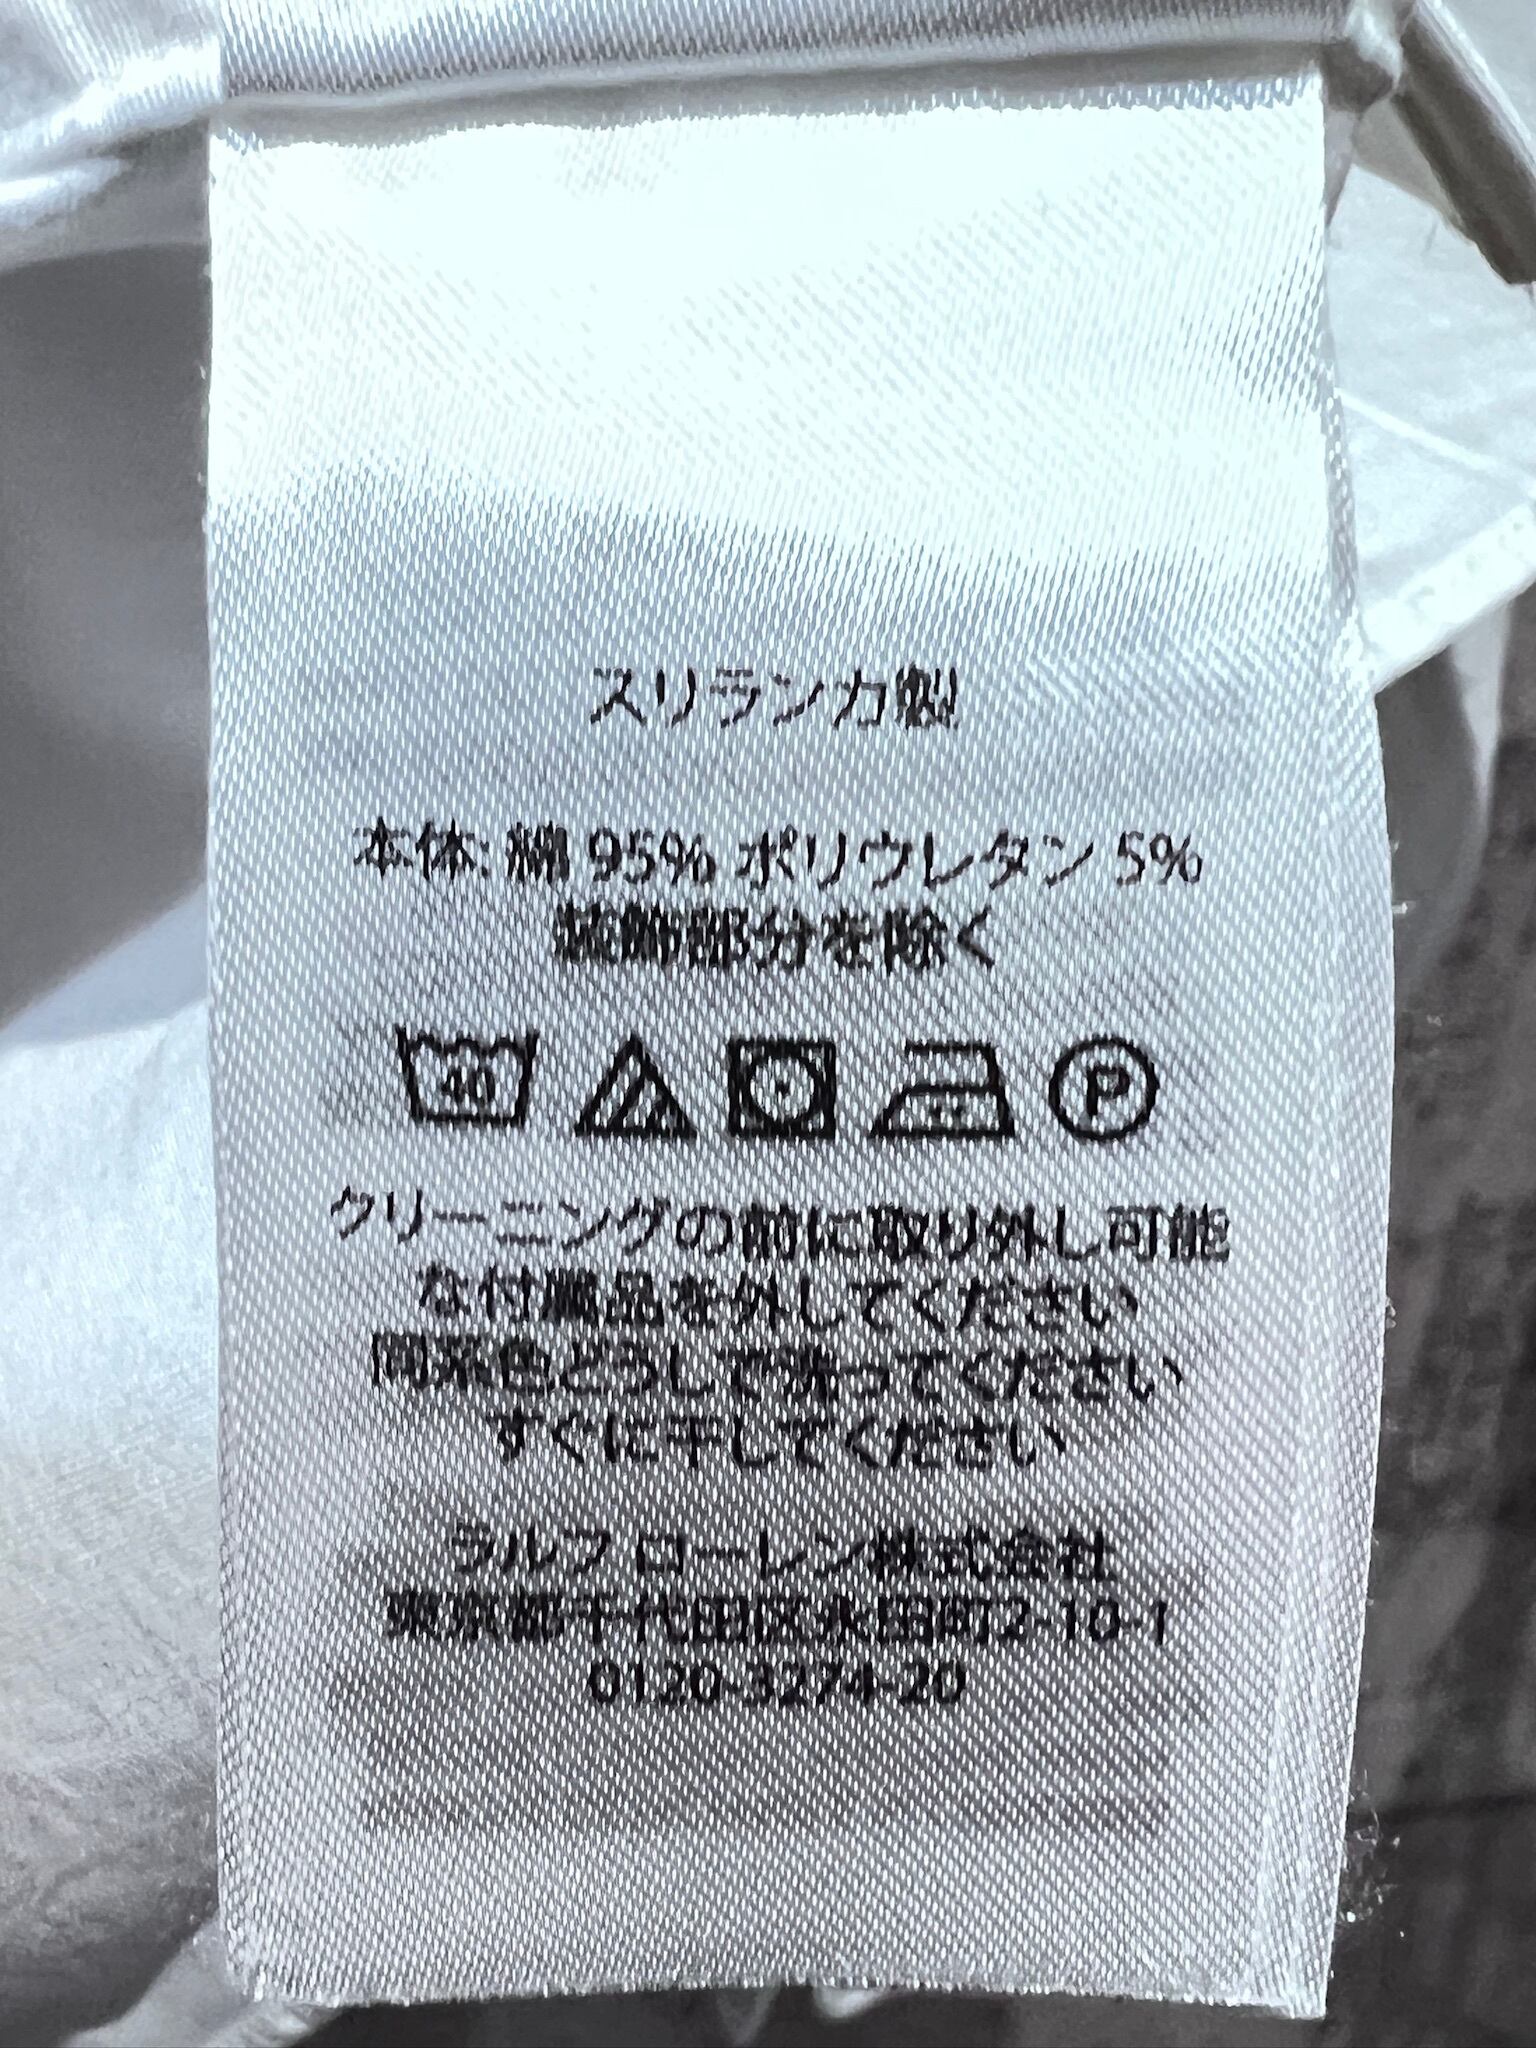 スリランカ製
本体: 綿 95% ポリウレタン 5%
装飾部分を除く
40
P
クリーニングの前に取り外し可能
な付属品を外してください
同系色どうしで洗ってください
すぐに干してください
ラルフ ローレン株式会社
東京都千代田区永田町2-10-1
0120-3274-20